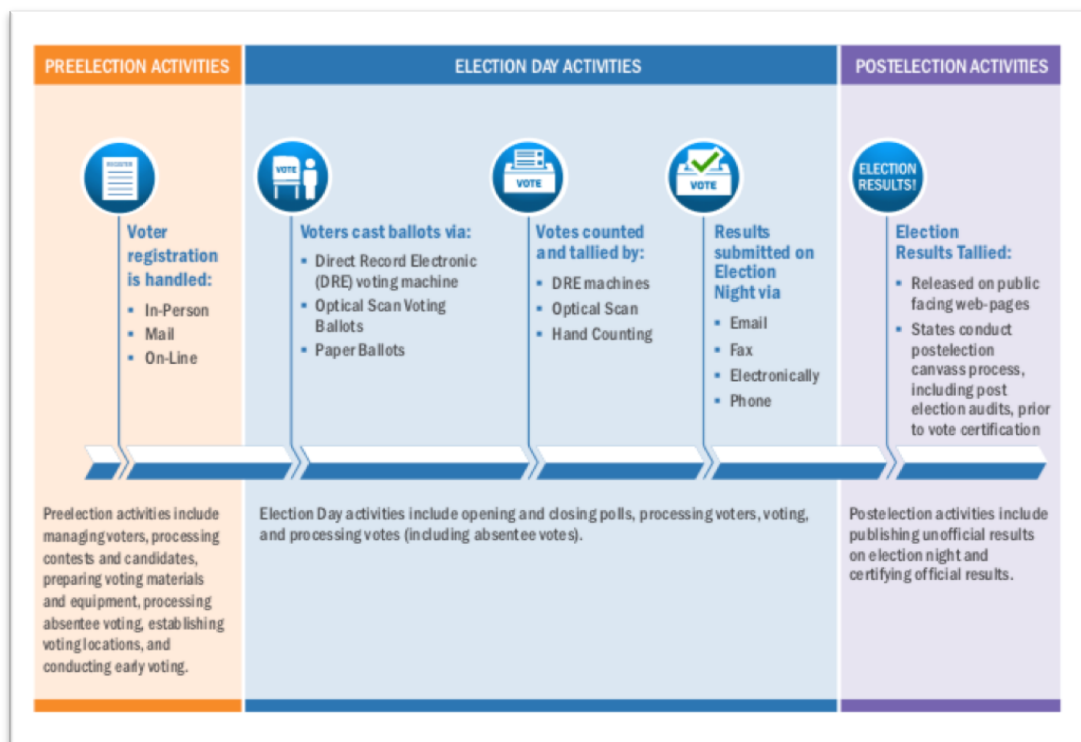 PREELECTION ACTIVITIES
ELECTION DAY ACTIVITIES
POSTELECTION ACTIVITIES
REGISTER
Voter
registration
is handled:
In-Person
Mail
On-Line
VOTE
Voters cast ballots via:
Direct Record Electronic
(DRE) voting machine
Optical Scan Voting
Ballots
Paper Ballots
VOTE
Votes counted
and tallied by:
DRE machines
Optical Scan
Hand Counting
VOTE
Results
submitted on
Election
Night via
Email
Fax
Electronically
Phone
ELECTION
RESULTS!
Election
Results Tallied:
Released on public
facing web-pages
States conduct
postelection
canvass process,
including post
election audits, prior
to vote certification
Preelection activities include
managing voters, processing
contests and candidates,
preparing voting materials
and equipment, processing
absentee voting, establishing
voting locations, and
conducting early voting.
Election Day activities include opening and closing polls, processing voters, voting,
and processing votes (including absentee votes).
Postelection activities include
publishing unofficial results
on election night and
certifying official results.